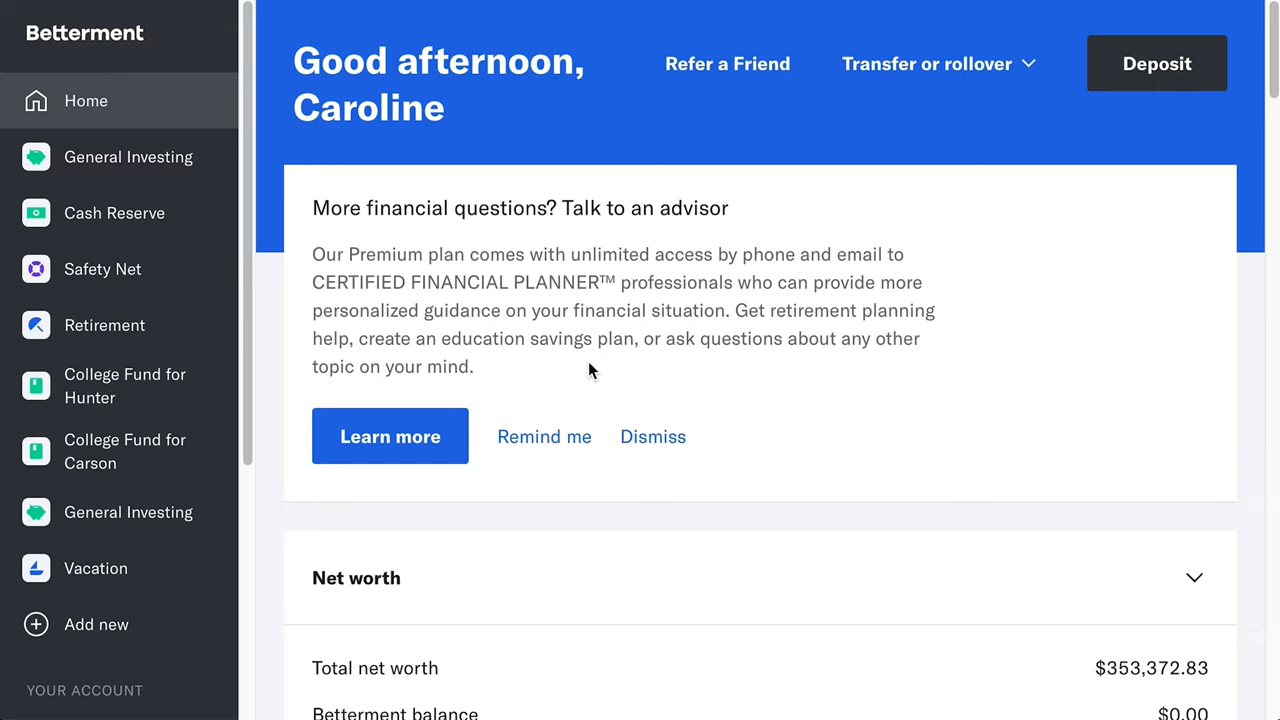 Betterment
Home
General Investing
Cash Reserve
Safety Net
Retirement
College Fund for
Hunter
College Fund for
Carson
General Investing
Vacation
Add new
YOUR ACCOUNT
Good afternoon,
Caroline
Refer a Friend
Transfer or rollover
Deposit
More financial questions? Talk to an advisor
Our Premium plan comes with unlimited access by phone and email to
CERTIFIED FINANCIAL PLANNER™ professionals who can provide more
personalized guidance on your financial situation. Get retirement planning
help, create an education savings plan, or ask questions about any other
topic on your mind.
Learn more
Remind me
Dismiss
Net worth
Total net worth
$353,372.83
Betterment balance
$0.00